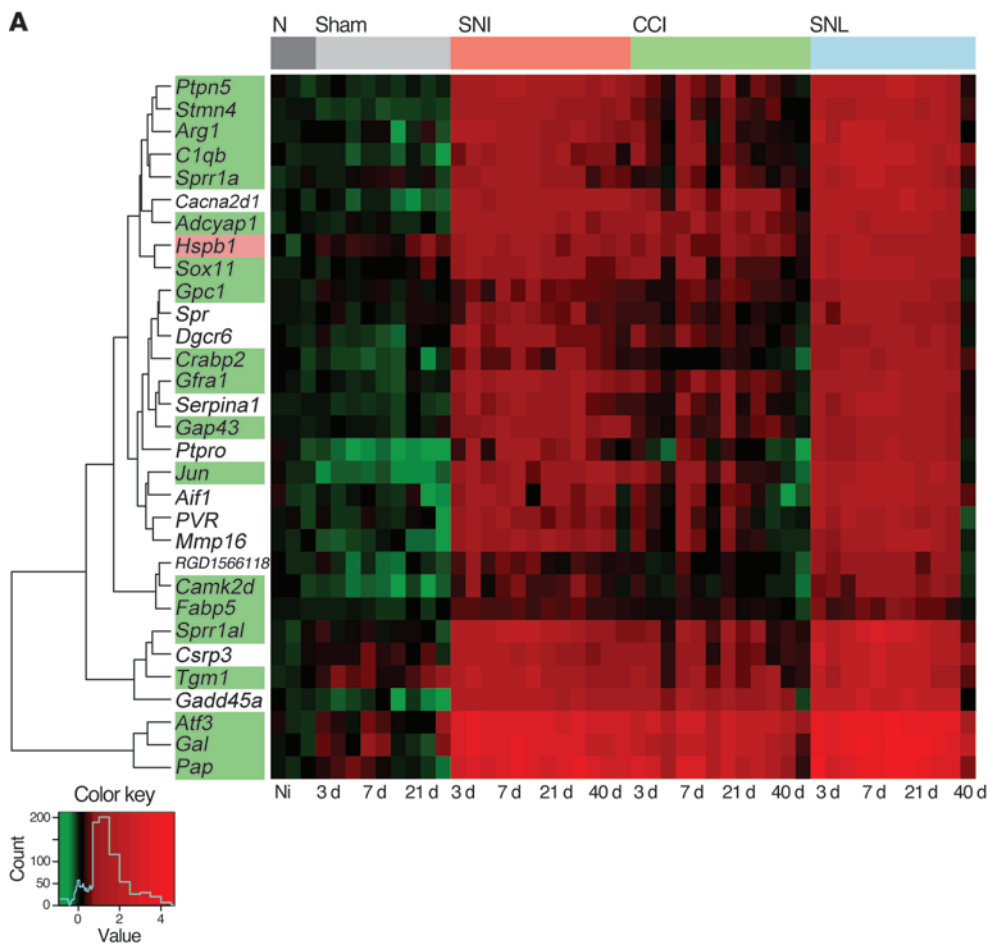 A
N Sham SNI CCI SNL
Ptpn5
Stmn4
Arg1
C1qb
Sprr1a
Cacna2d1
Adcyap1
Hspb1
Sox11
Gpc1
Spr
Dgcr6
Crabp2
Gfra1
Serpina1
Gap43
Ptpro
Jun
Aif1
PVR
Mmp16
RGD1566118
Camk2d
Fabp5
Sprr1al
Csrp3
Tgm1
Gadd45a
Atf3
Gal
Pap
Ni 3 d 7 d 21 d 3 d 7 d 21 d 40 d 3 d 7 d 21 d 40 d 3 d 7 d 21 d 40 d
Color key
Count
200
100
50
0
0 2 4
Value